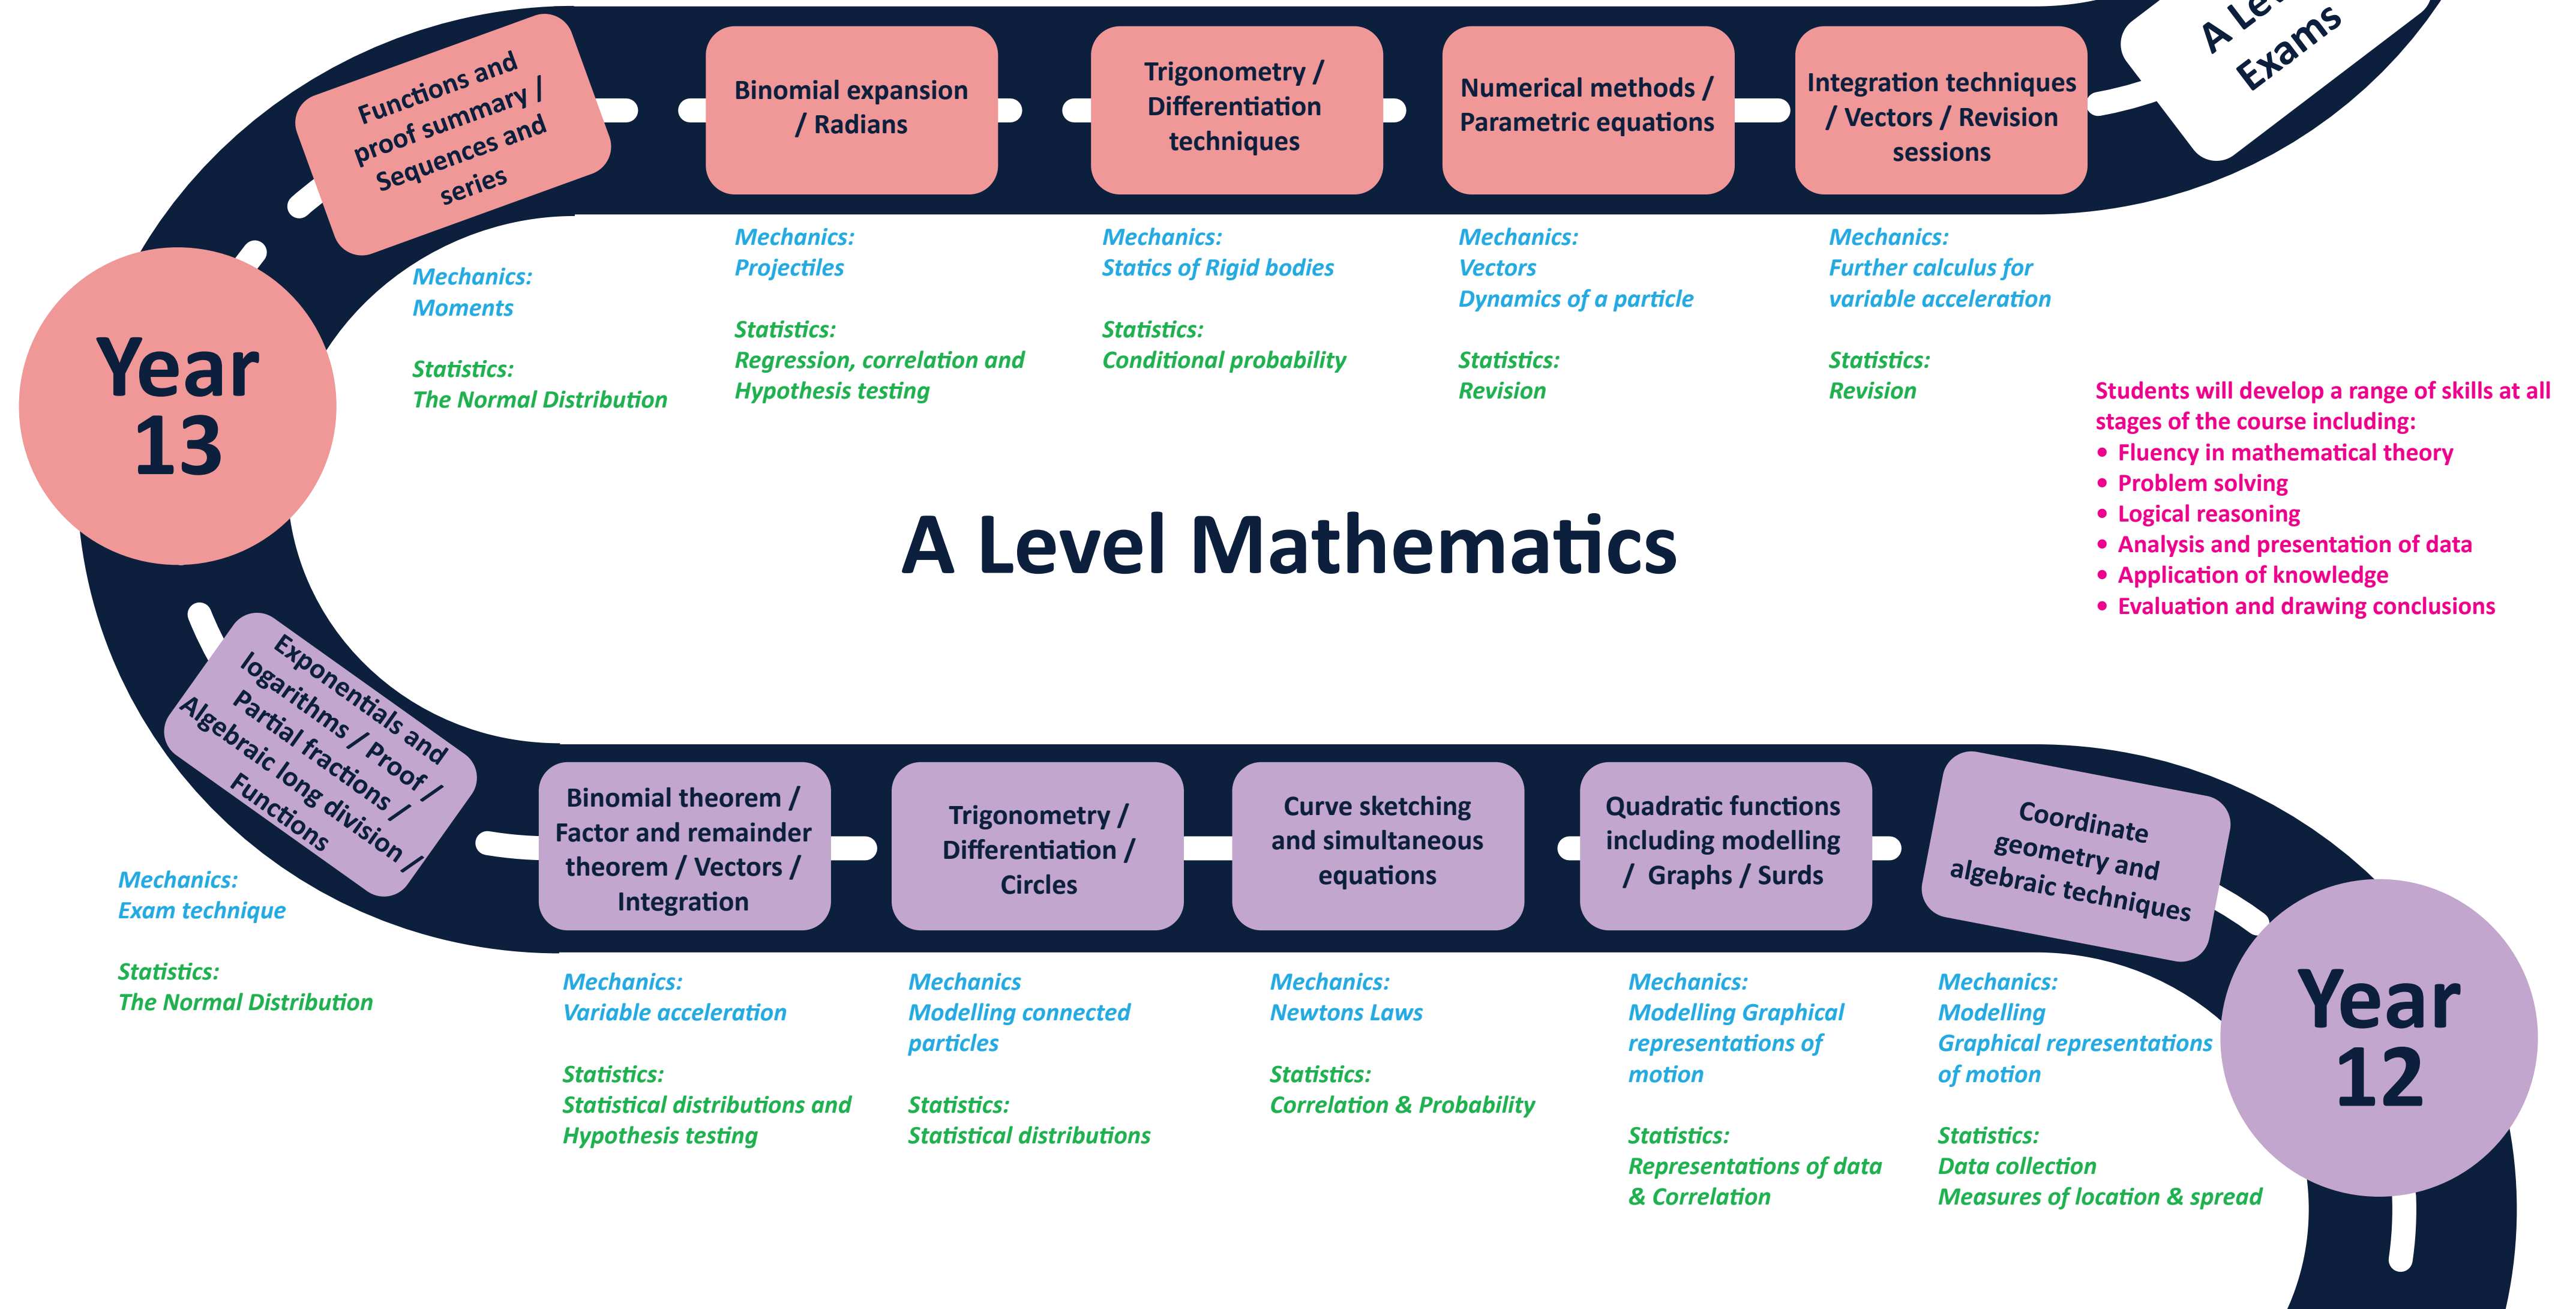 Functions and
proof summary /
Sequences and
series
Binomial expansion
/ Radians
Trigonometry /
Differentiation
techniques
Numerical methods /
Parametric equations
Integration techniques
/ Vectors / Revision
sessions
A
Exams
Mechanics:
Moments
Statistics:
The Normal Distribution
Mechanics:
Projectiles
Statistics:
Regression, correlation and
Hypothesis testing
Mechanics:
Statics of Rigid bodies
Statistics:
Conditional probability
Mechanics:
Vectors
Dynamics of a particle
Statistics:
Revision
Mechanics:
Further calculus for
variable acceleration
Statistics:
Revision
Year
13
Students will develop a range of skills at all
stages of the course including:
• Fluency in mathematical theory
• Problem solving
• Logical reasoning
• Analysis and presentation of data
• Application of knowledge
• Evaluation and drawing conclusions
A Level Mathematics
Exponentials and
logarithms / Proof /
Partial fractions /
Algebraic long division /
Functions
Binomial theorem /
Factor and remainder
theorem / Vectors /
Integration
Trigonometry /
Differentiation /
Circles
Curve sketching
and simultaneous
equations
Quadratic functions
including modelling
/ Graphs / Surds
Coordinate
geometry and
algebraic techniques
Year
12
Mechanics:
Exam technique
Statistics:
The Normal Distribution
Mechanics:
Variable acceleration
Statistics:
Statistical distributions and
Hypothesis testing
Mechanics
Modelling connected
particles
Statistics:
Statistical distributions
Mechanics:
Newtons Laws
Statistics:
Correlation & Probability
Mechanics:
Modelling Graphical
representations of
motion
Statistics:
Representations of data
& Correlation
Mechanics:
Modelling
Graphical representations
of motion
Statistics:
Data collection
Measures of location & spread